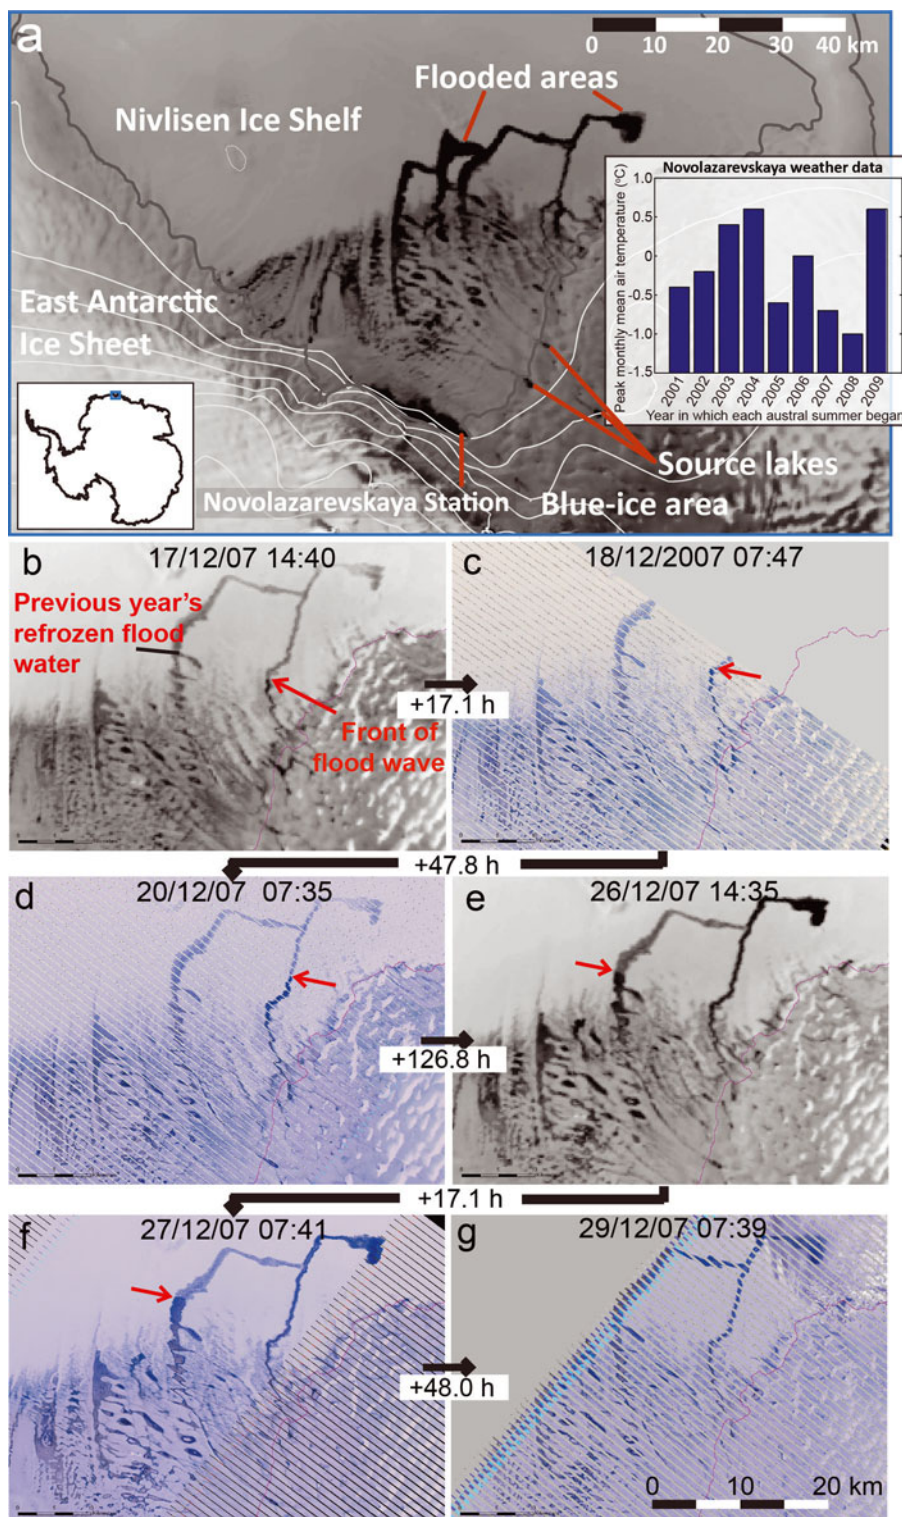 a
0 10 20 30 40 km
Flooded areas
Nivlisen Ice Shelf
Novolazarevskaya weather data
Peak monthly mean air temperature (°C)
1.0
0.5
0
-0.5
-1.0
-1.5
2001 2002 2003 2004 2005 2006 2007 2008 2009
Year in which each austral summer began
East Antarctic
Ice Sheet
Source lakes
Novolazarevskaya Station
Blue-ice area
b
17/12/07 14:40
Previous year's
refrozen flood
water
Front of
flood wave
+17.1 h
c
18/12/2007 07:47
+47.8 h
d
20/12/07 07:35
+126.8 h
e
26/12/07 14:35
+17.1 h
f
27/12/07 07:41
+48.0 h
g
29/12/07 07:39
0 10 20 km